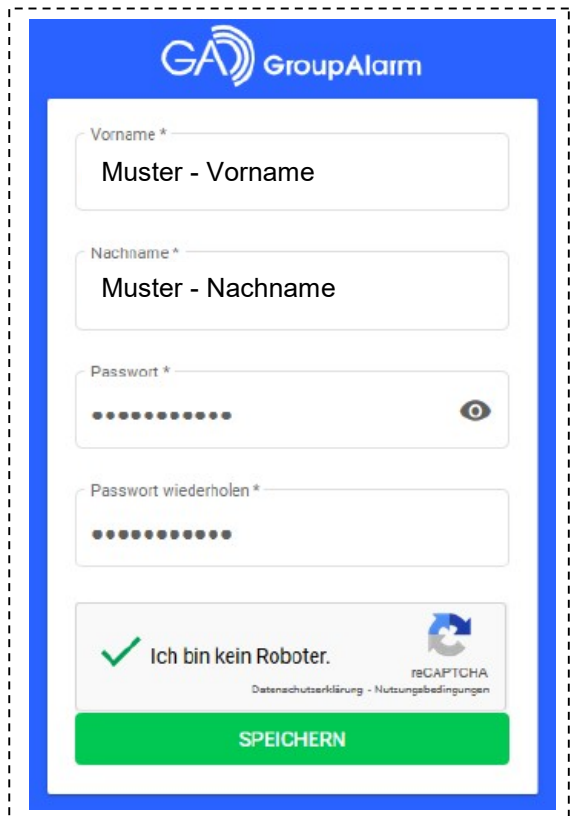 GA GroupAlarm
Vorname *
Muster - Vorname
Nachname *
Muster - Nachname
Passwort *
•••••••••••
Passwort wiederholen *
•••••••••••
Ich bin kein Roboter.
reCAPTCHA
Datenschutzerklärung - Nutzungsbedingungen
SPEICHERN